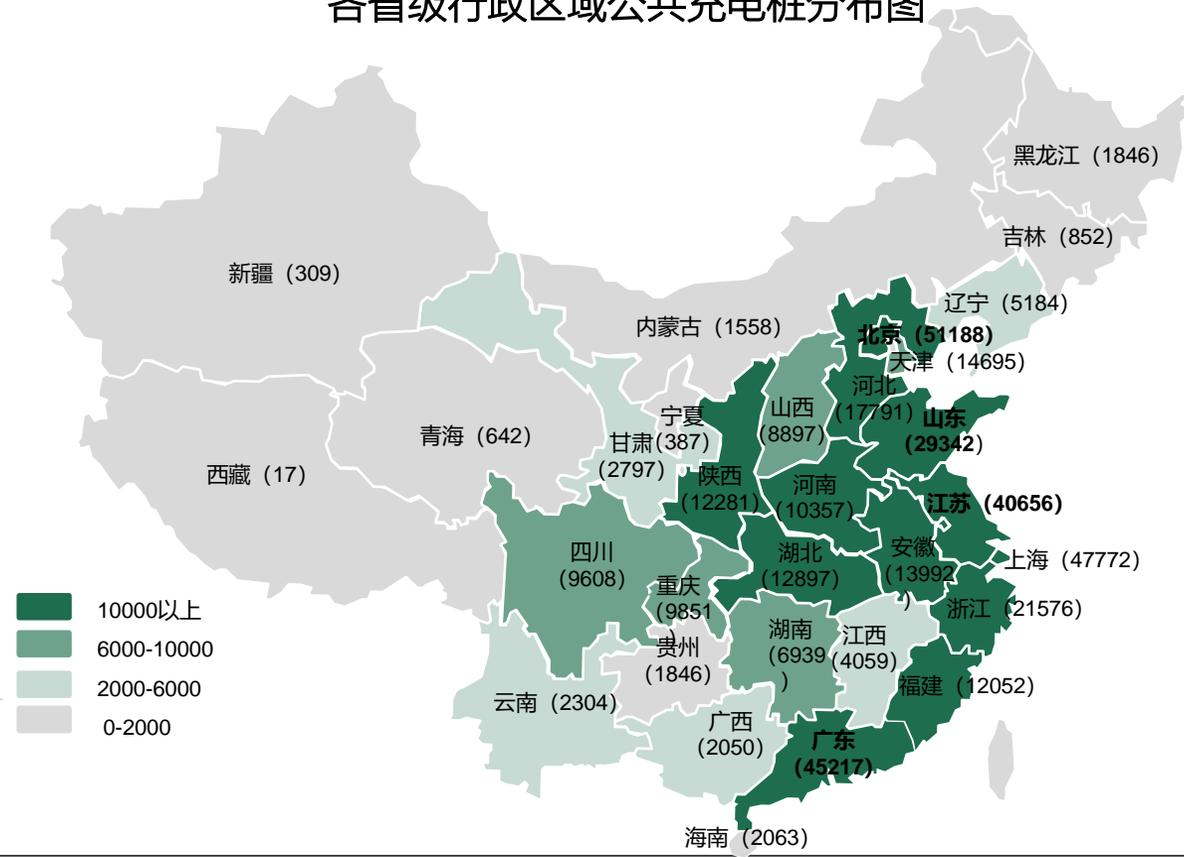 各省级行政区域公共充电桩分布图
黑龙江（1846）
吉林（852）
新疆（309）
辽宁（5184）
内蒙古（1558）
北京（51188）
天津（14695）
河北
(17791)
山西
(8897)
宁夏
(387)
山东
(29342)
青海（642）
甘肃
(2797)
西藏（17）
陕西
(12281)
河南
(10357)
江苏（40656）
四川
(9608)
湖北
(12897)
安徽
(13992
)
上海（47772）
重庆
(9851
)
浙江（21576）
10000以上
6000-10000
2000-6000
0-2000
湖南
(6939
)
江西
(4059)
贵州
(1846)
福建（12052）
云南（2304）
广西
(2050)
广东
(45217)
海南（2063）